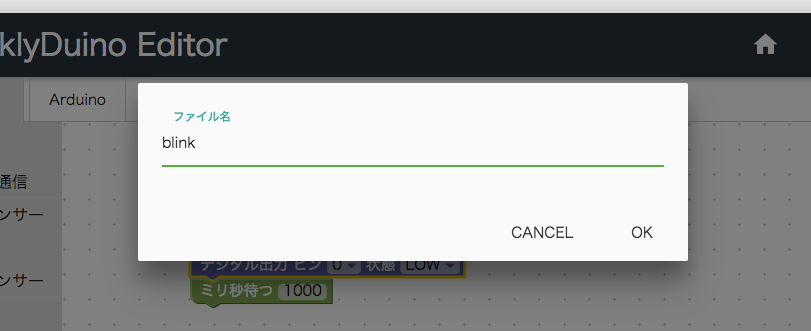 klyDuino Editor
Arduino
ファイル名
blink
CANCEL
OK
通信
ンサー
ンサー
デジタル出力 ピン 0 状態 LOW
ミリ秒待つ 1000